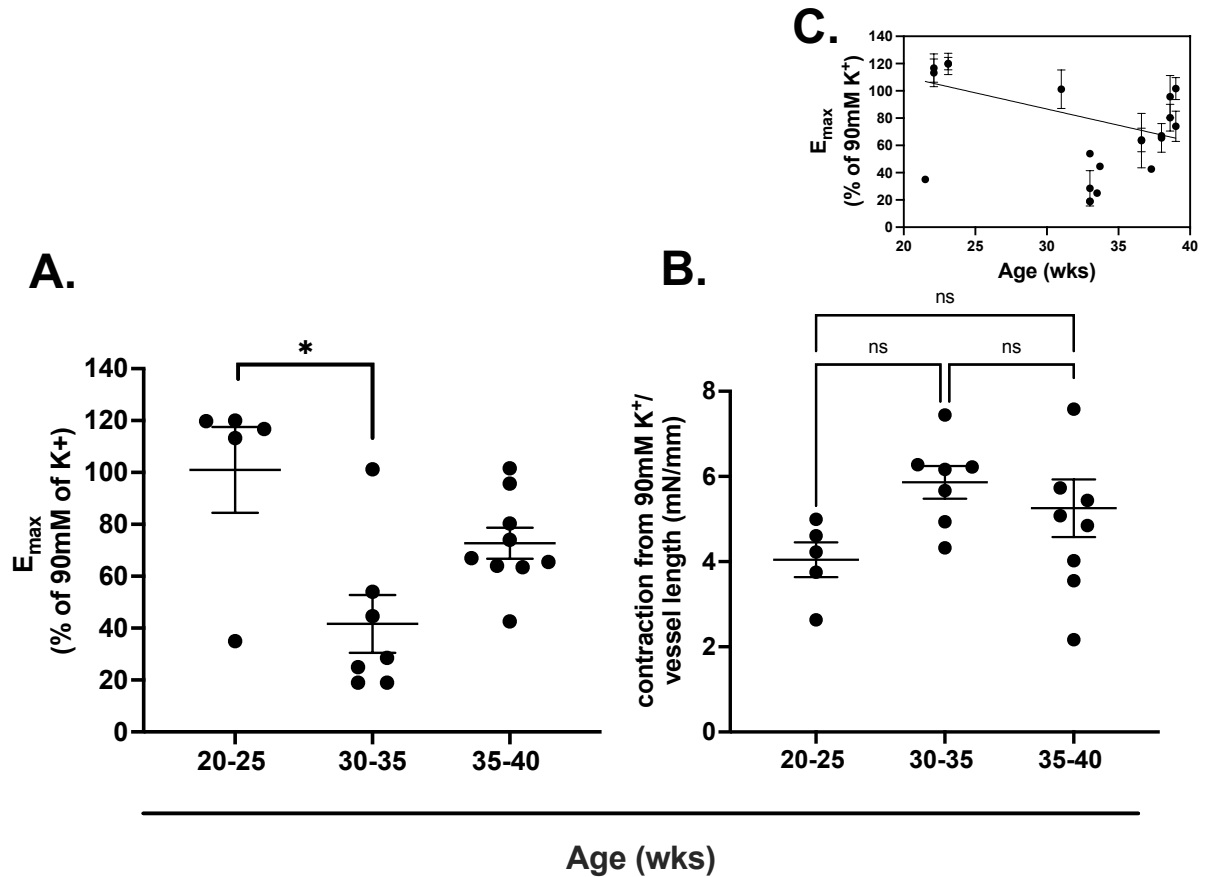 C.
140
120
100
80
60
40
20
0
E_max
(% of 90mM K⁺)
20 25 30 35 40
Age (wks)
A.
*
140
120
100
80
60
40
20
0
E_max
(% of 90mM of K+)
20-25 30-35 35-40
B.
ns
ns ns
8
6
4
2
0
contraction from 90mM K⁺/
vessel length (mN/mm)
20-25 30-35 35-40
Age (wks)